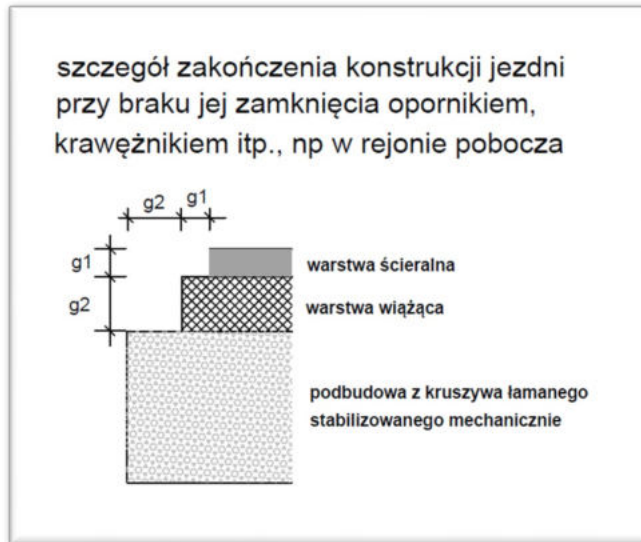 szczegół zakończenia konstrukcji jezdni
przy braku jej zamknięcia opornikiem,
krawężnikiem itp., np w rejonie pobocza
g2 g1
g1
warstwa ścieralna
g2
warstwa wiążąca
podbudowa z kruszywa łamanego
stabilizowanego mechanicznie